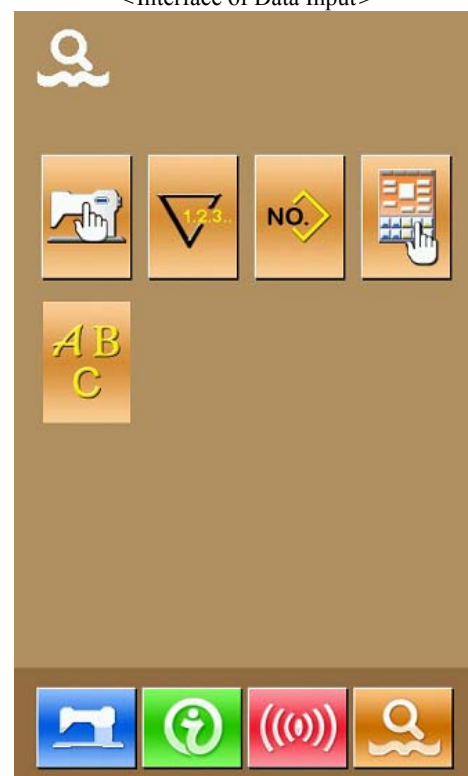 <Interface of Data Input>
1.2.3..
NO.
A B
C